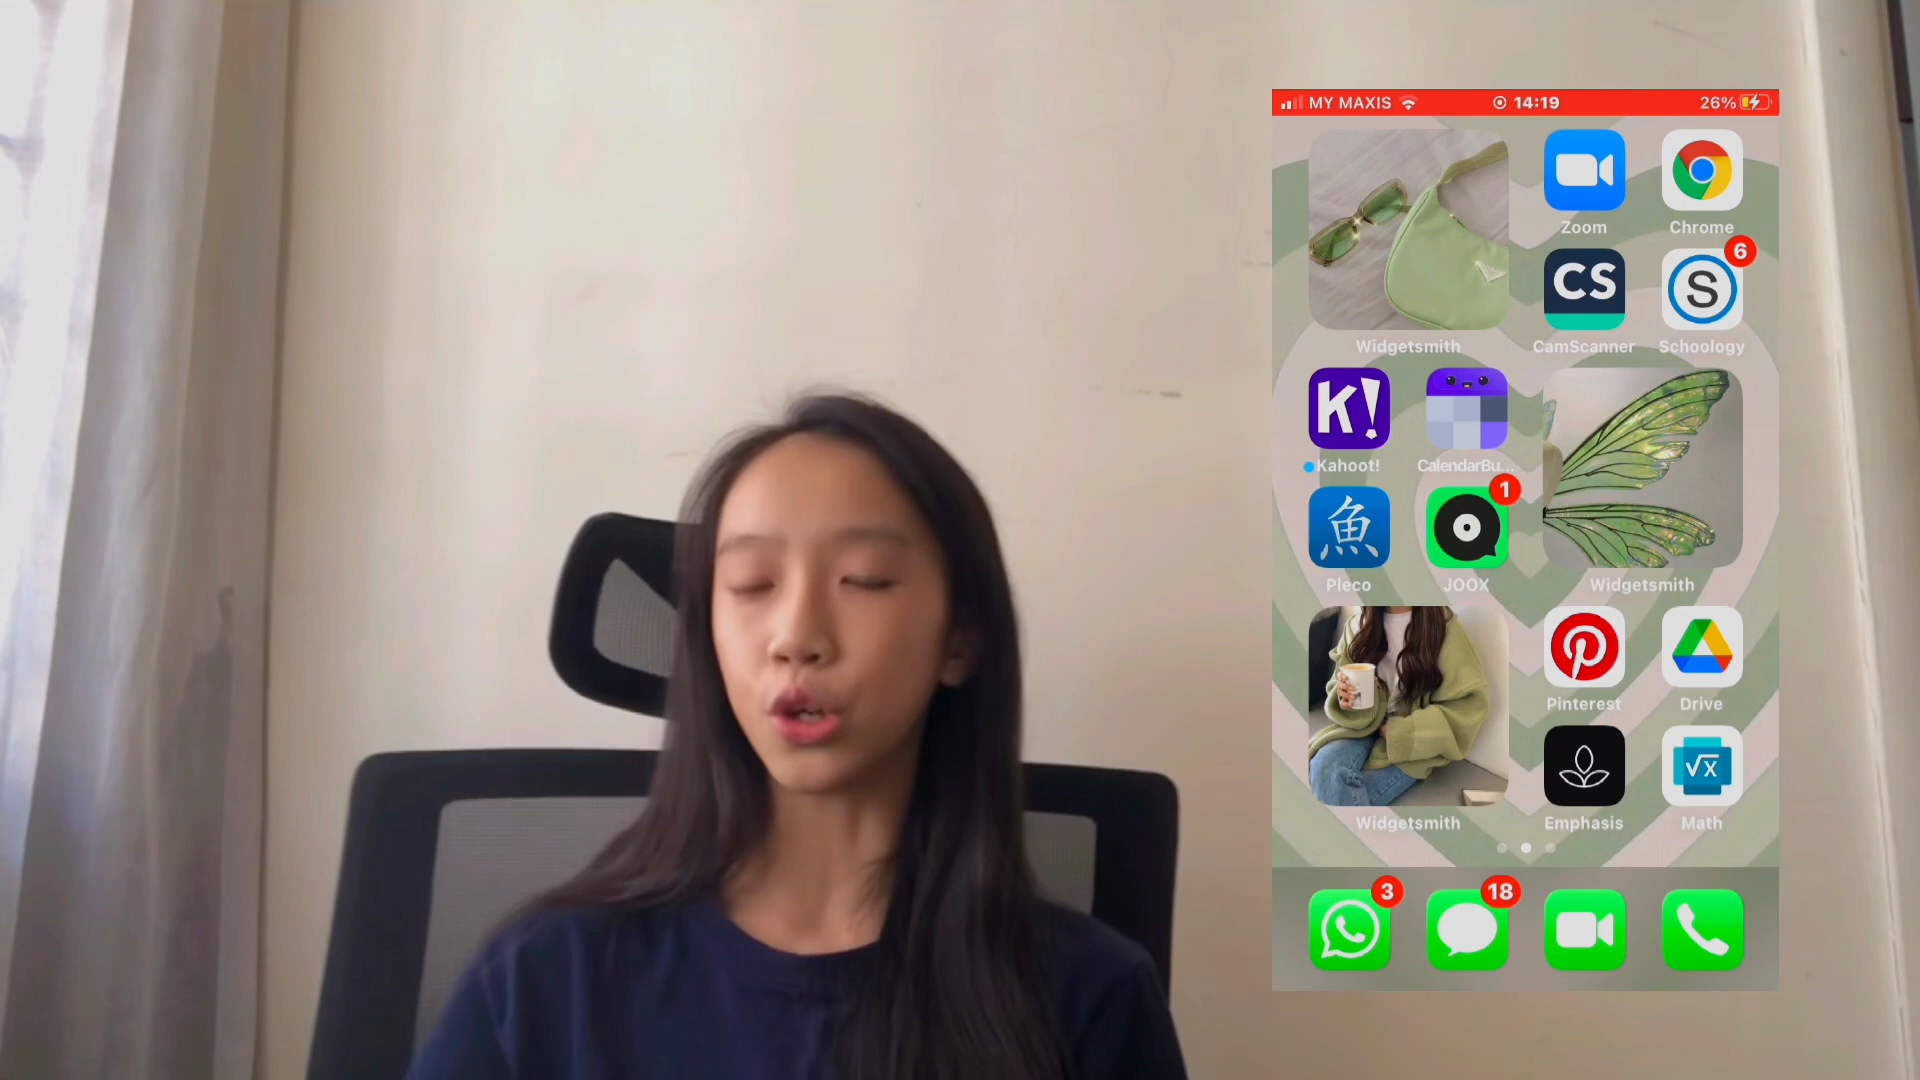 MY MAXIS 14:19 26%
Zoom Chrome
CS S 6
Widgetsmith CamScanner Schoology
K!
Kahoot! CalendarBu...
魚 1
Pleco JOOX Widgetsmith
Pinterest Drive
√x
Widgetsmith Emphasis Math
3 18